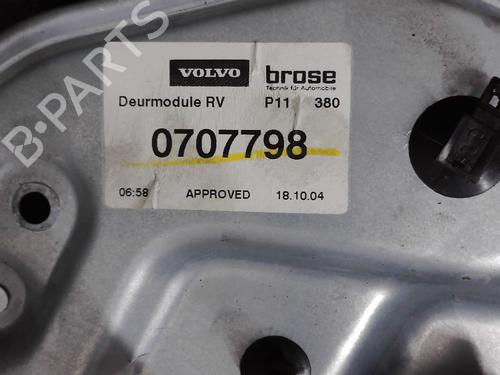 VOLVO brose
Technik für Automobile
Deurmodule RV P11 380
0707798
06:58 APPROVED 18.10.04
B-PARTS